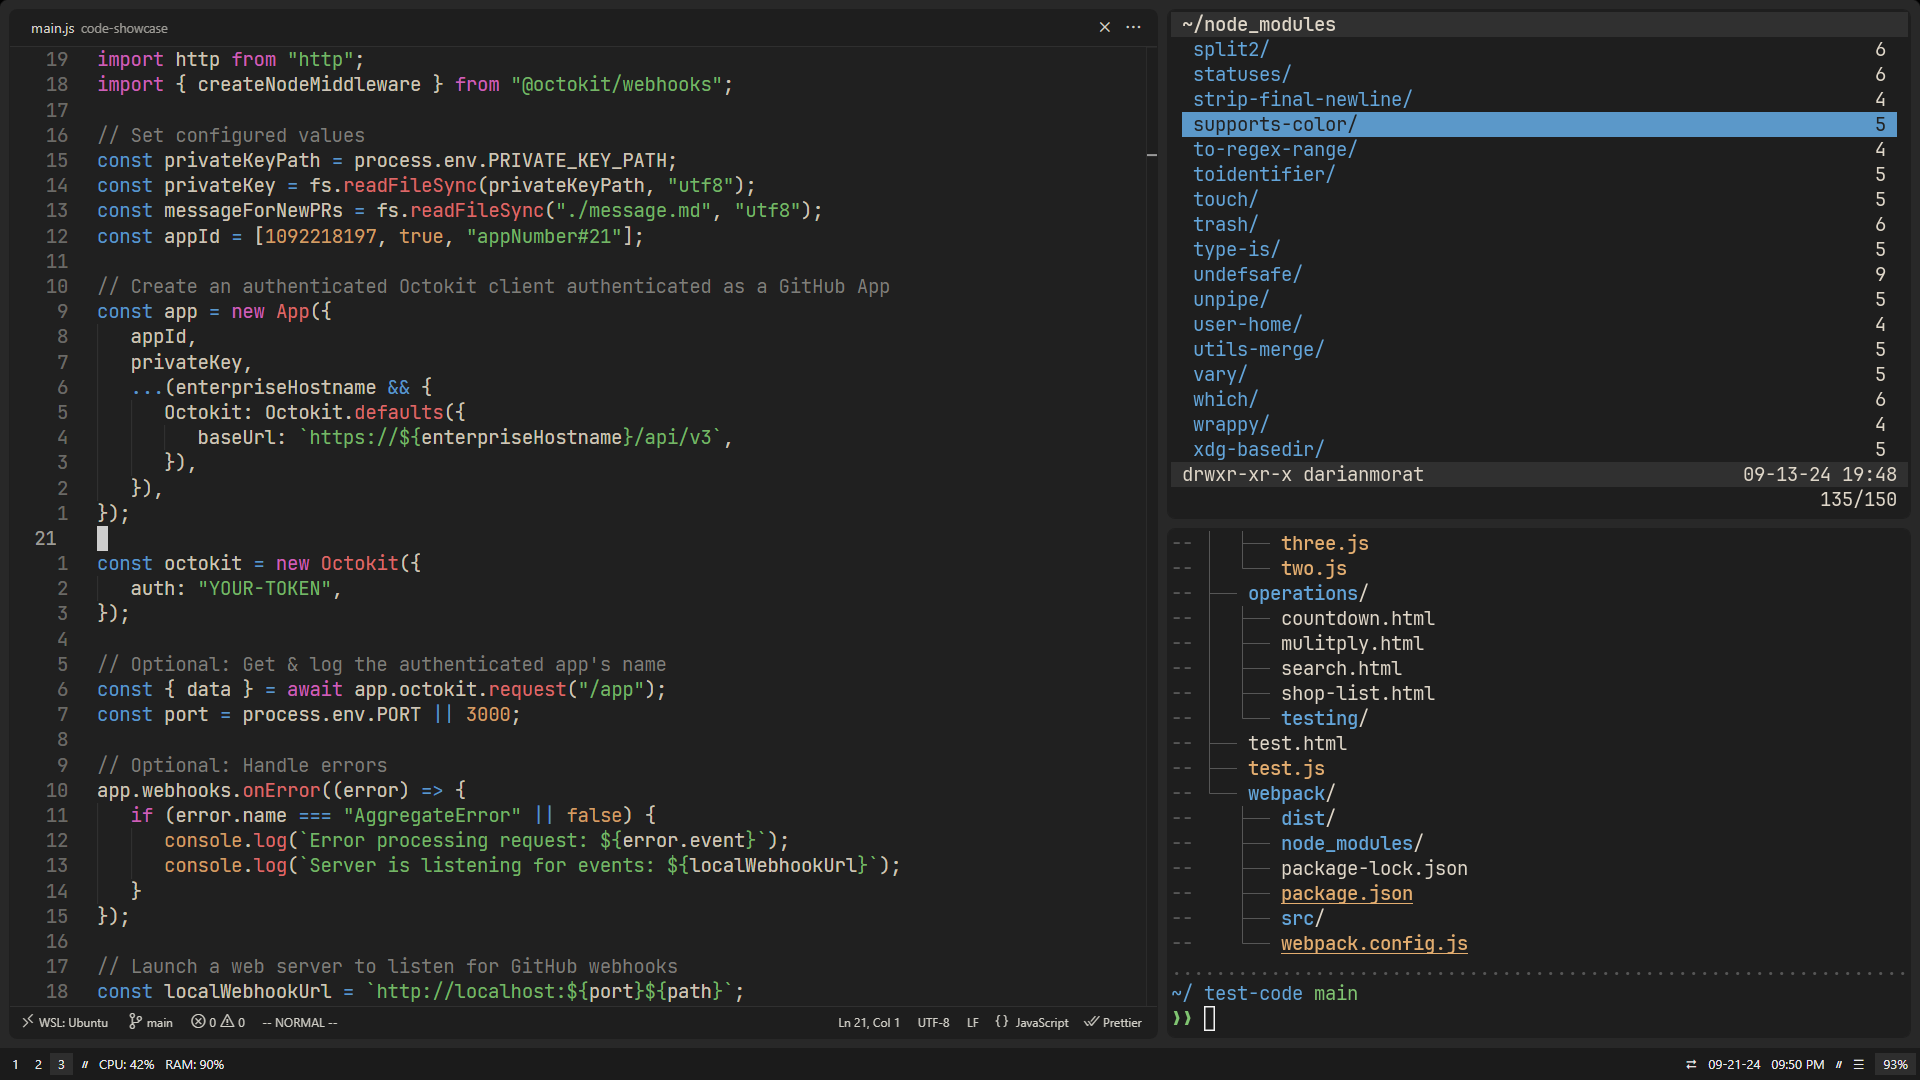 main.js code-showcase
19 import http from "http";
18 import { createNodeMiddleware } from "@octokit/webhooks";
17
16 // Set configured values
15 const privateKeyPath = process.env.PRIVATE_KEY_PATH;
14 const privateKey = fs.readFileSync(privateKeyPath, "utf8");
13 const messageForNewPRs = fs.readFileSync("./message.md", "utf8");
12 const appId = [1092218197, true, "appNumber#21"];
11
10 // Create an authenticated Octokit client authenticated as a GitHub App
9 const app = new App({
8 appId,
7 privateKey,
6 ...(enterpriseHostname && {
5 Octokit: Octokit.defaults({
4 baseUrl: `https://${enterpriseHostname}/api/v3`,
3 }),
2 }),
1 });
21
1 const octokit = new Octokit({
2 auth: "YOUR-TOKEN",
3 });
4
5 // Optional: Get & log the authenticated app's name
6 const { data } = await app.octokit.request("/app");
7 const port = process.env.PORT || 3000;
8
9 // Optional: Handle errors
10 app.webhooks.onError((error) => {
11 if (error.name === "AggregateError" || false) {
12 console.log(`Error processing request: ${error.event}`);
13 console.log(`Server is listening for events: ${localWebhookUrl}`);
14 }
15 });
16
17 // Launch a web server to listen for GitHub webhooks
18 const localWebhookUrl = `http://localhost:${port}${path}`;
WSL: Ubuntu main 0 0 -- NORMAL -- Ln 21, Col 1 UTF-8 LF {} JavaScript Prettier
~/node_modules
split2/ 6
statuses/ 6
strip-final-newline/ 4
supports-color/ 5
to-regex-range/ 4
toidentifier/ 5
touch/ 5
trash/ 6
type-is/ 5
undefsafe/ 9
unpipe/ 5
user-home/ 4
utils-merge/ 5
vary/ 5
which/ 6
wrappy/ 4
xdg-basedir/ 5
drwxr-xr-x darianmorat 09-13-24 19:48
135/150
-- three.js
-- two.js
-- operations/
-- countdown.html
-- mulitply.html
-- search.html
-- shop-list.html
-- testing/
-- test.html
-- test.js
-- webpack/
-- dist/
-- node_modules/
-- package-lock.json
-- package.json
-- src/
-- webpack.config.js
~/ test-code main
❯❯
1 2 3 // CPU: 42% RAM: 90% 09-21-24 09:50 PM // 93%